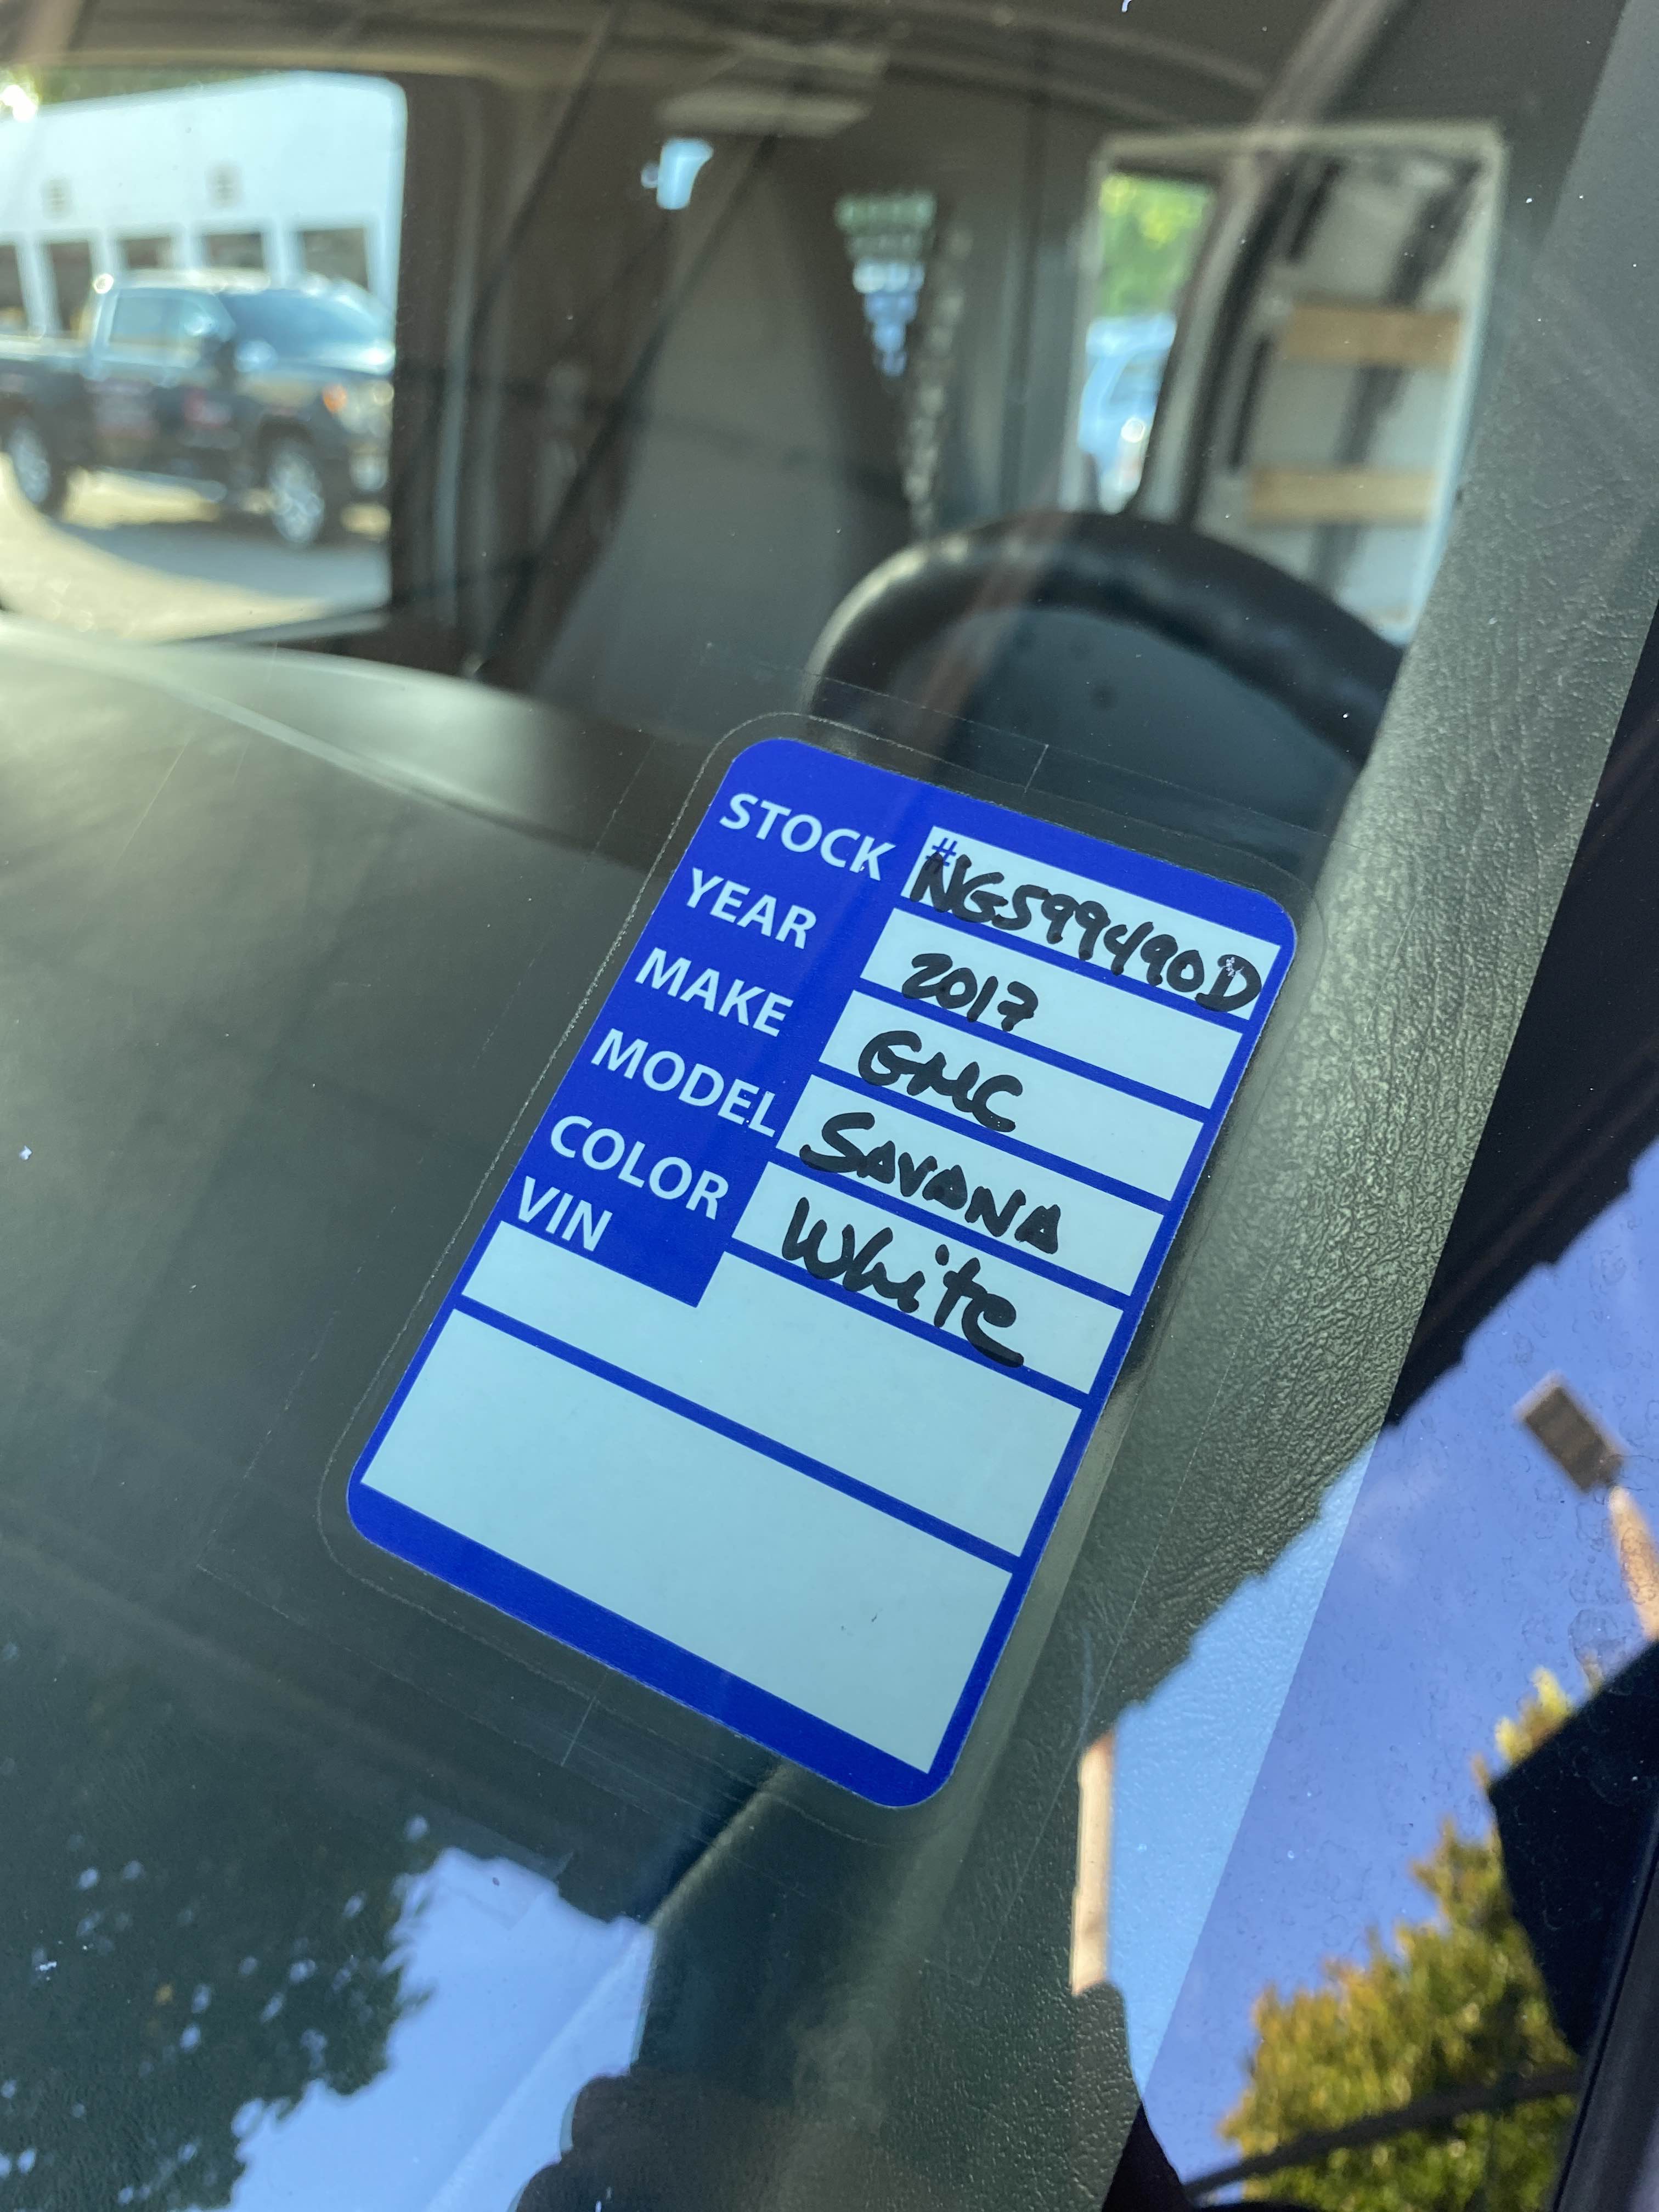 STOCK #NG599490D
YEAR 2017
MAKE GMC
MODEL SAVANA
COLOR White
VIN